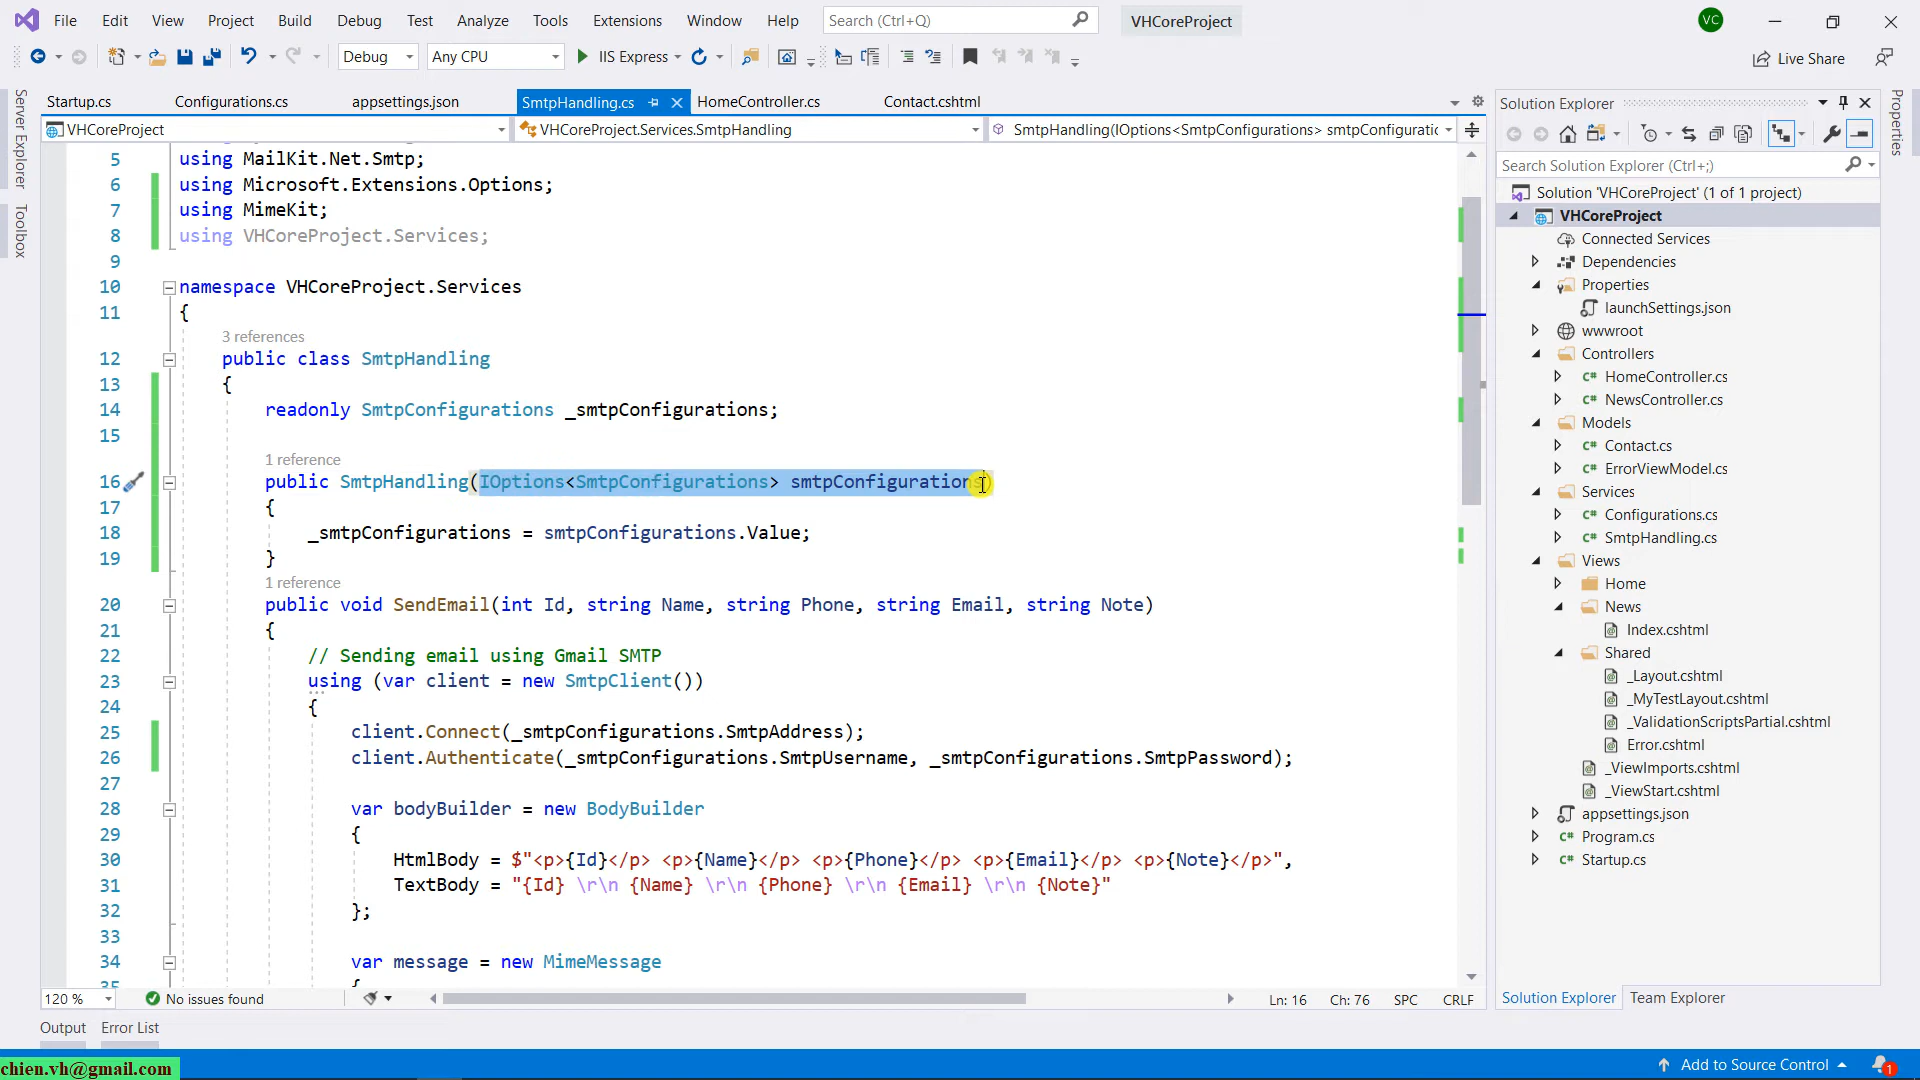 File Edit View Project Build Debug Test Analyze Tools Extensions Window Help Search (Ctrl+Q) VHCoreProject VC
Debug Any CPU IIS Express Live Share
Server Explorer
Toolbox
Startup.cs Configurations.cs appsettings.json SmtpHandling.cs HomeController.cs Contact.cshtml
VHCoreProject VHCoreProject.Services.SmtpHandling SmtpHandling(IOptions<SmtpConfigurations> smtpConfiguratic
5 using MailKit.Net.Smtp;
6 using Microsoft.Extensions.Options;
7 using MimeKit;
8 using VHCoreProject.Services;
9
10 namespace VHCoreProject.Services
11 {
3 references
12 public class SmtpHandling
13 {
14 readonly SmtpConfigurations _smtpConfigurations;
15
1 reference
16 public SmtpHandling(IOptions<SmtpConfigurations> smtpConfigurations)
17 {
18 _smtpConfigurations = smtpConfigurations.Value;
19 }
1 reference
20 public void SendEmail(int Id, string Name, string Phone, string Email, string Note)
21 {
22 // Sending email using Gmail SMTP
23 using (var client = new SmtpClient())
24 {
25 client.Connect(_smtpConfigurations.SmtpAddress);
26 client.Authenticate(_smtpConfigurations.SmtpUsername, _smtpConfigurations.SmtpPassword);
27
28 var bodyBuilder = new BodyBuilder
29 {
30 HtmlBody = $"<p>{Id}</p> <p>{Name}</p> <p>{Phone}</p> <p>{Email}</p> <p>{Note}</p>",
31 TextBody = "{Id} \r\n {Name} \r\n {Phone} \r\n {Email} \r\n {Note}"
32 };
33
34 var message = new MimeMessage
35 {
120 % No issues found Ln: 16 Ch: 76 SPC CRLF
Output Error List
Solution Explorer
Search Solution Explorer (Ctrl+;)
Solution 'VHCoreProject' (1 of 1 project)
VHCoreProject
Connected Services
Dependencies
Properties
launchSettings.json
wwwroot
Controllers
C# HomeController.cs
C# NewsController.cs
Models
C# Contact.cs
C# ErrorViewModel.cs
Services
C# Configurations.cs
C# SmtpHandling.cs
Views
Home
News
Index.cshtml
Shared
_Layout.cshtml
_MyTestLayout.cshtml
_ValidationScriptsPartial.cshtml
Error.cshtml
_ViewImports.cshtml
_ViewStart.cshtml
appsettings.json
C# Program.cs
C# Startup.cs
Solution Explorer Team Explorer
Properties
chien.vh@gmail.com
Add to Source Control 1